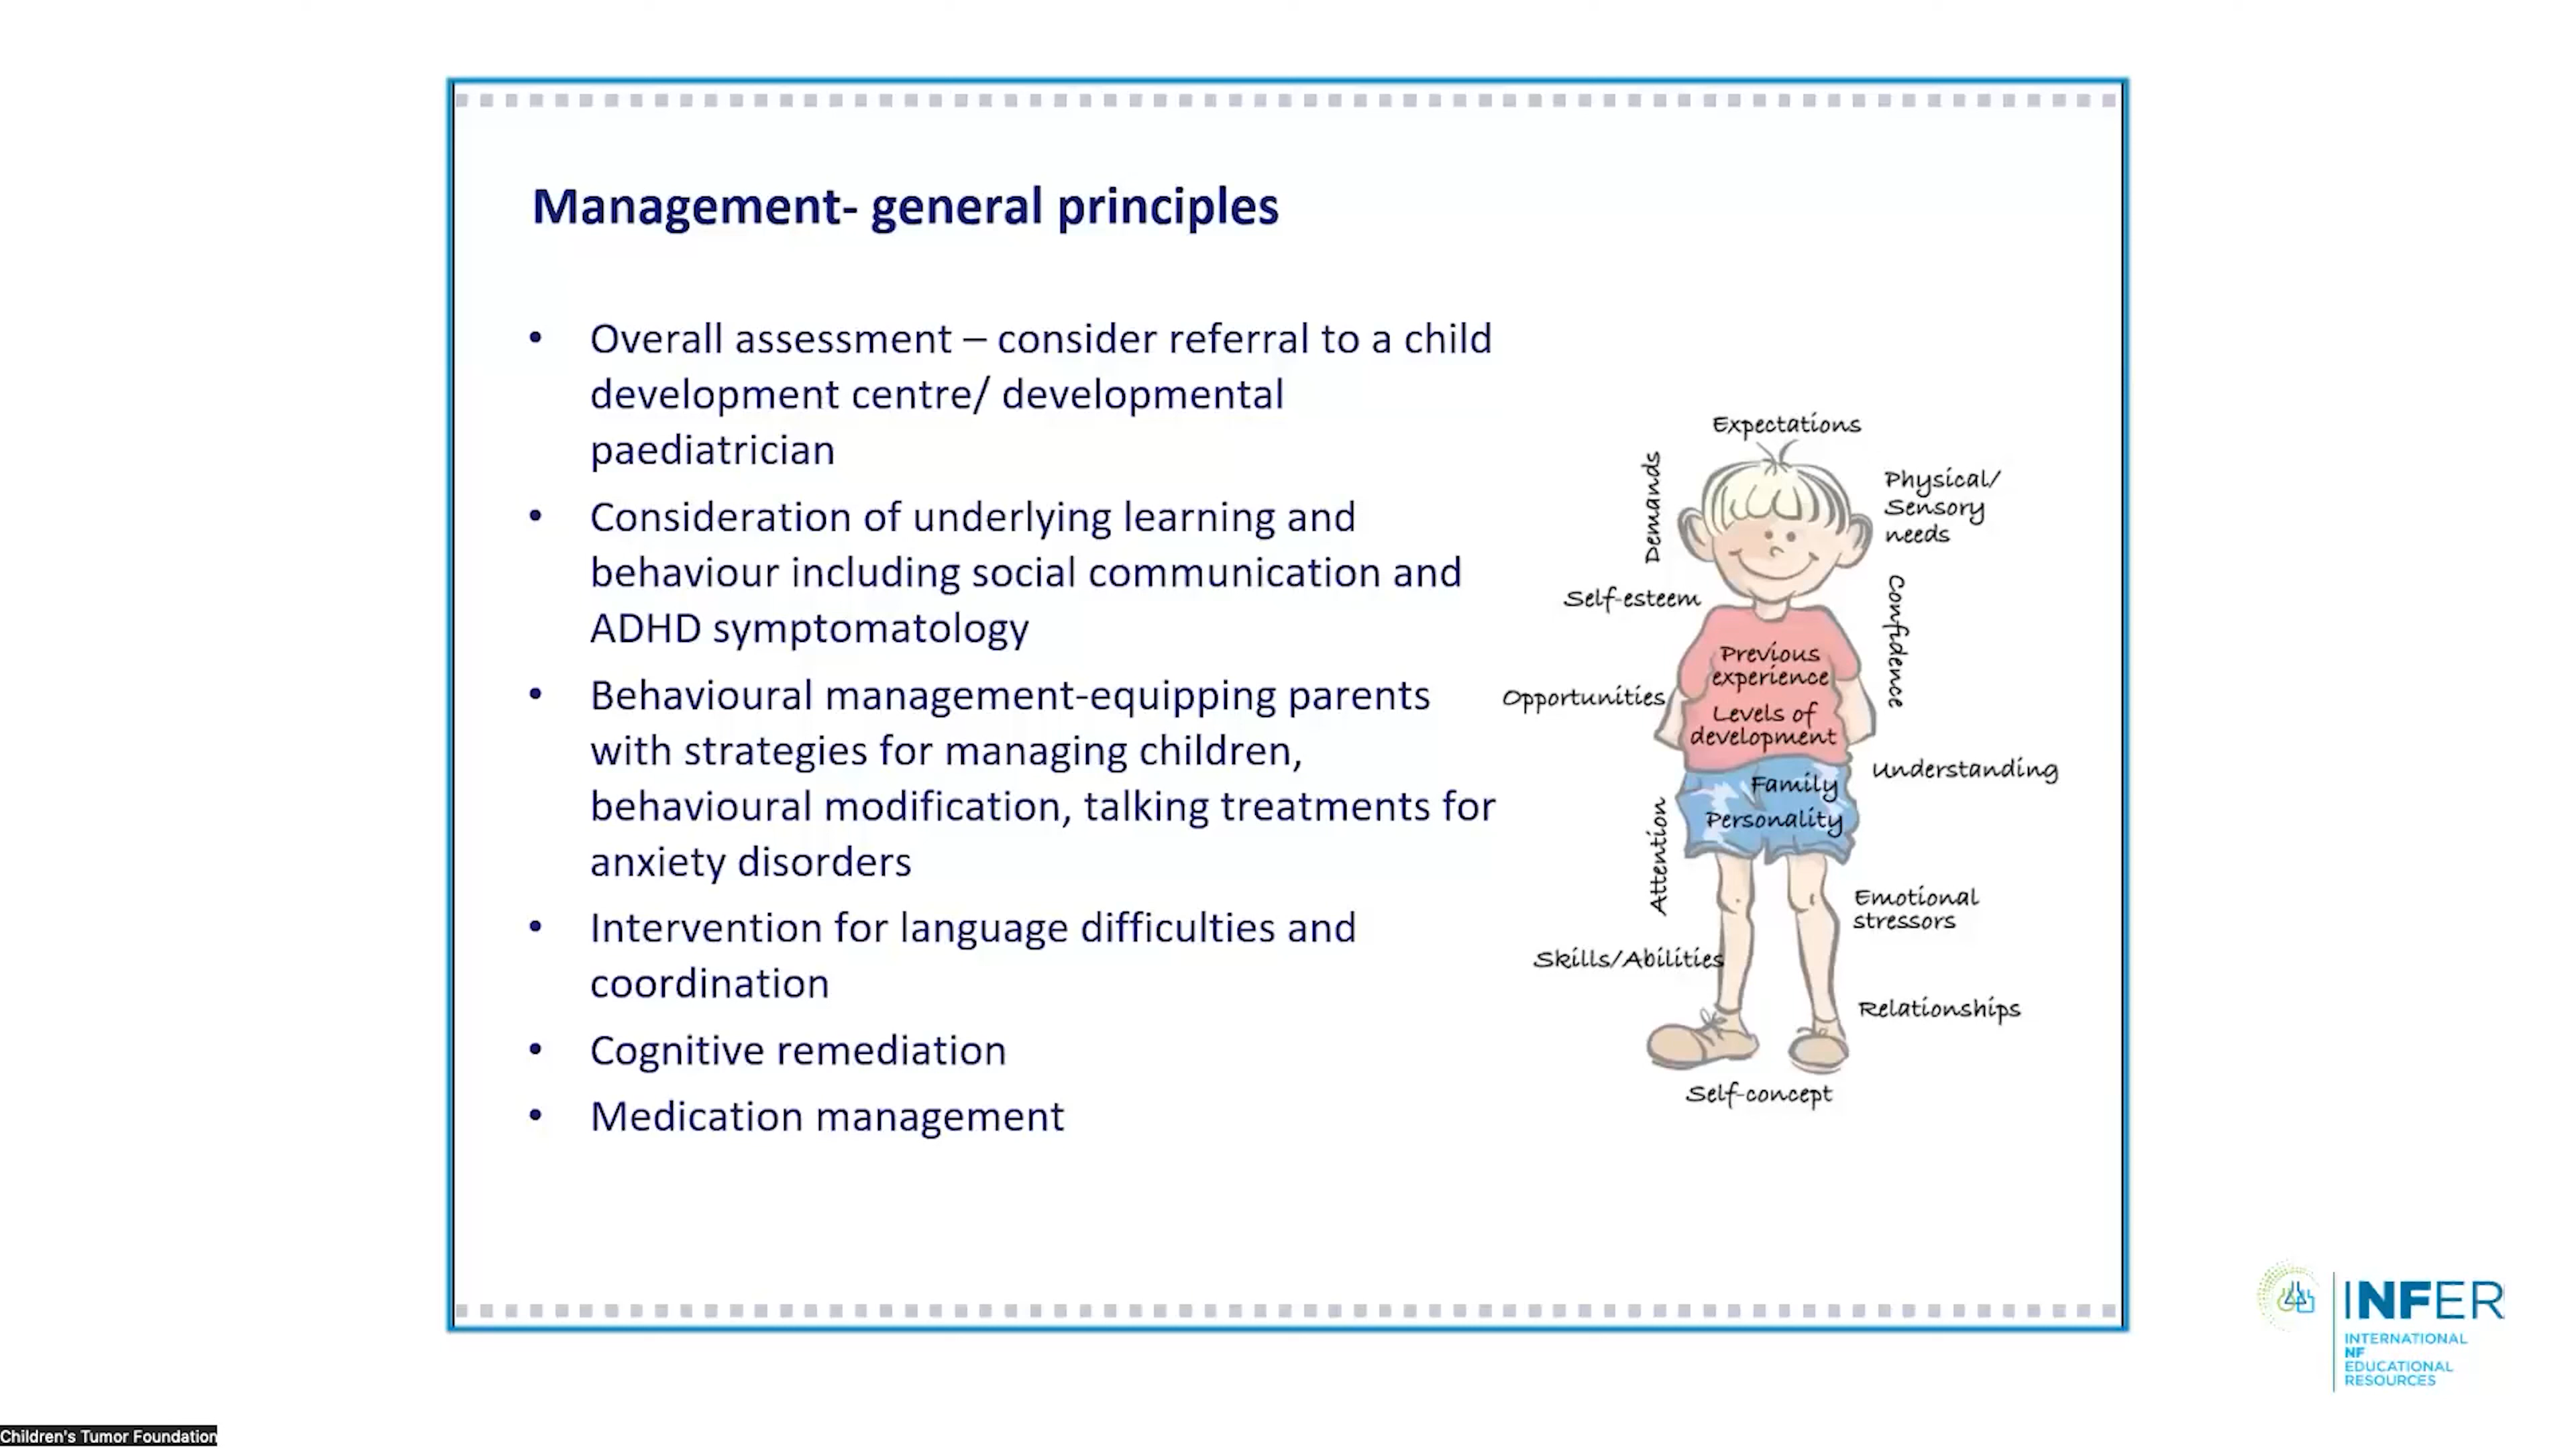 Management- general principles
• Overall assessment – consider referral to a child
development centre/ developmental
paediatrician
• Consideration of underlying learning and
behaviour including social communication and
ADHD symptomatology
• Behavioural management-equipping parents
with strategies for managing children,
behavioural modification, talking treatments for
anxiety disorders
• Intervention for language difficulties and
coordination
• Cognitive remediation
• Medication management
Expectations
Demands
Physical/
Sensory
needs
Self-esteem
Confidence
Previous
experience
Opportunities
Levels of
development
Understanding
Family
Personality
Attention
Emotional
stressors
Skills/Abilities
Relationships
Self-concept
INFER
INTERNATIONAL
NF
EDUCATIONAL
RESOURCES
Children's Tumor Foundation